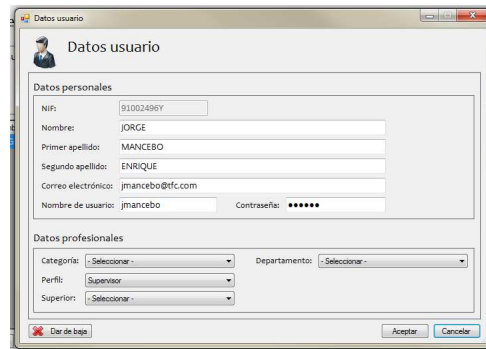 Datos usuario
Datos usuario
Datos personales
NIF: 91002496Y
Nombre: JORGE
Primer apellido: MANCEBO
Segundo apellido: ENRIQUE
Correo electrónico: jmancebo@tfc.com
Nombre de usuario: jmancebo Contraseña: ●●●●●●
Datos profesionales
Categoría: - Seleccionar - Departamento: - Seleccionar -
Perfil: Supervisor
Superior: - Seleccionar -
Dar de baja Aceptar Cancelar